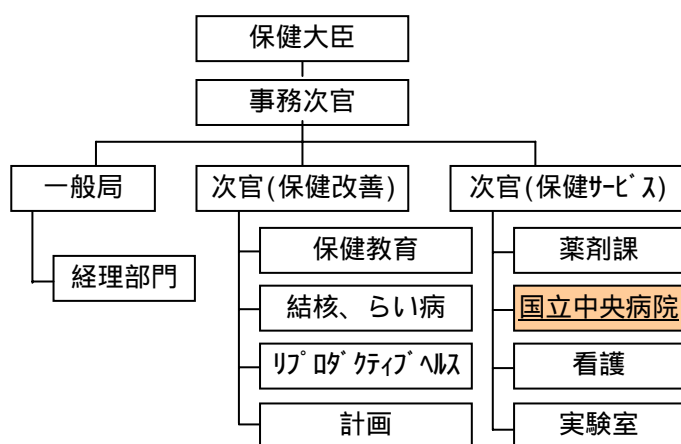 保健大臣
事務次官
一般局
次官(保健改善)
次官(保健ｻｰﾋﾞｽ)
経理部門
保健教育
薬剤課
結核、らい病
国立中央病院
ﾘﾌﾟﾛﾀﾞｸﾃｨﾌﾞﾍﾙｽ
看護
計画
実験室